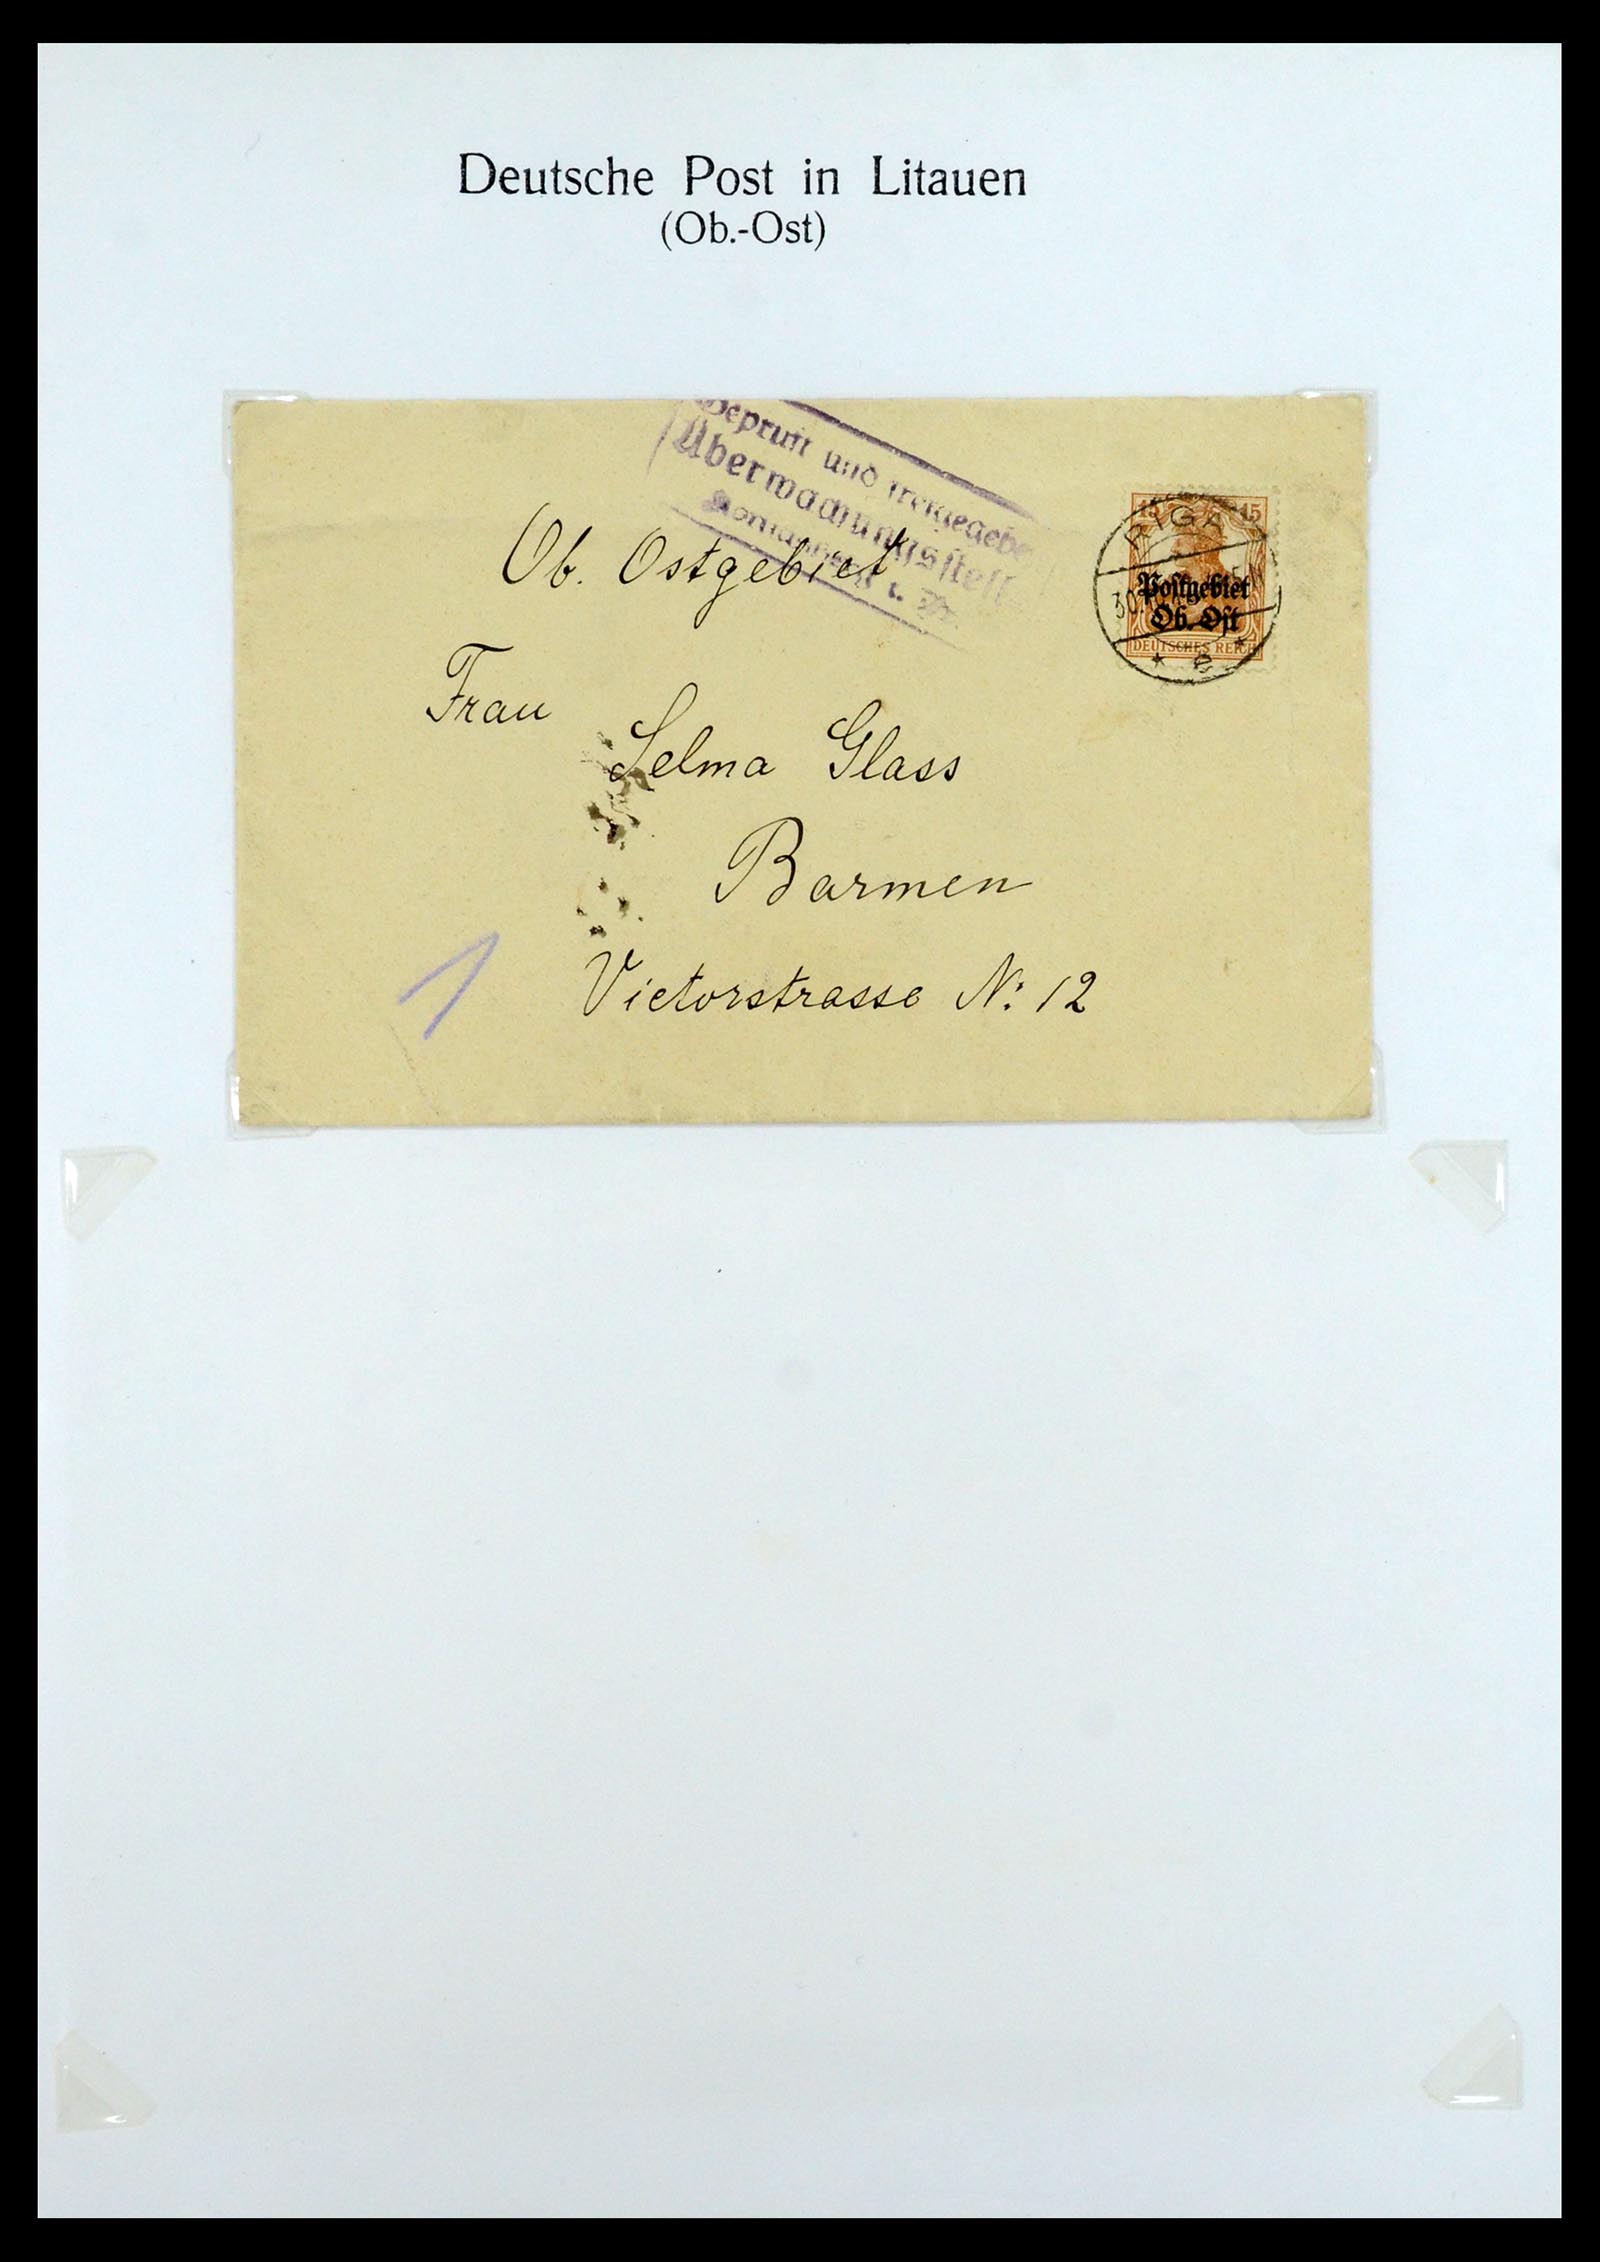 Deutsche Post in Litauen
(Ob.-Ost)
Geprüft und freigegeben
Überwachungsstelle
15 15
RIGA
Postgebiet
Ob. Ost
DEUTSCHES REICH
* e *
Ob. Ostgebiet
Frau
Selma Glass
Barmen
Victorstrasse N: 12
1